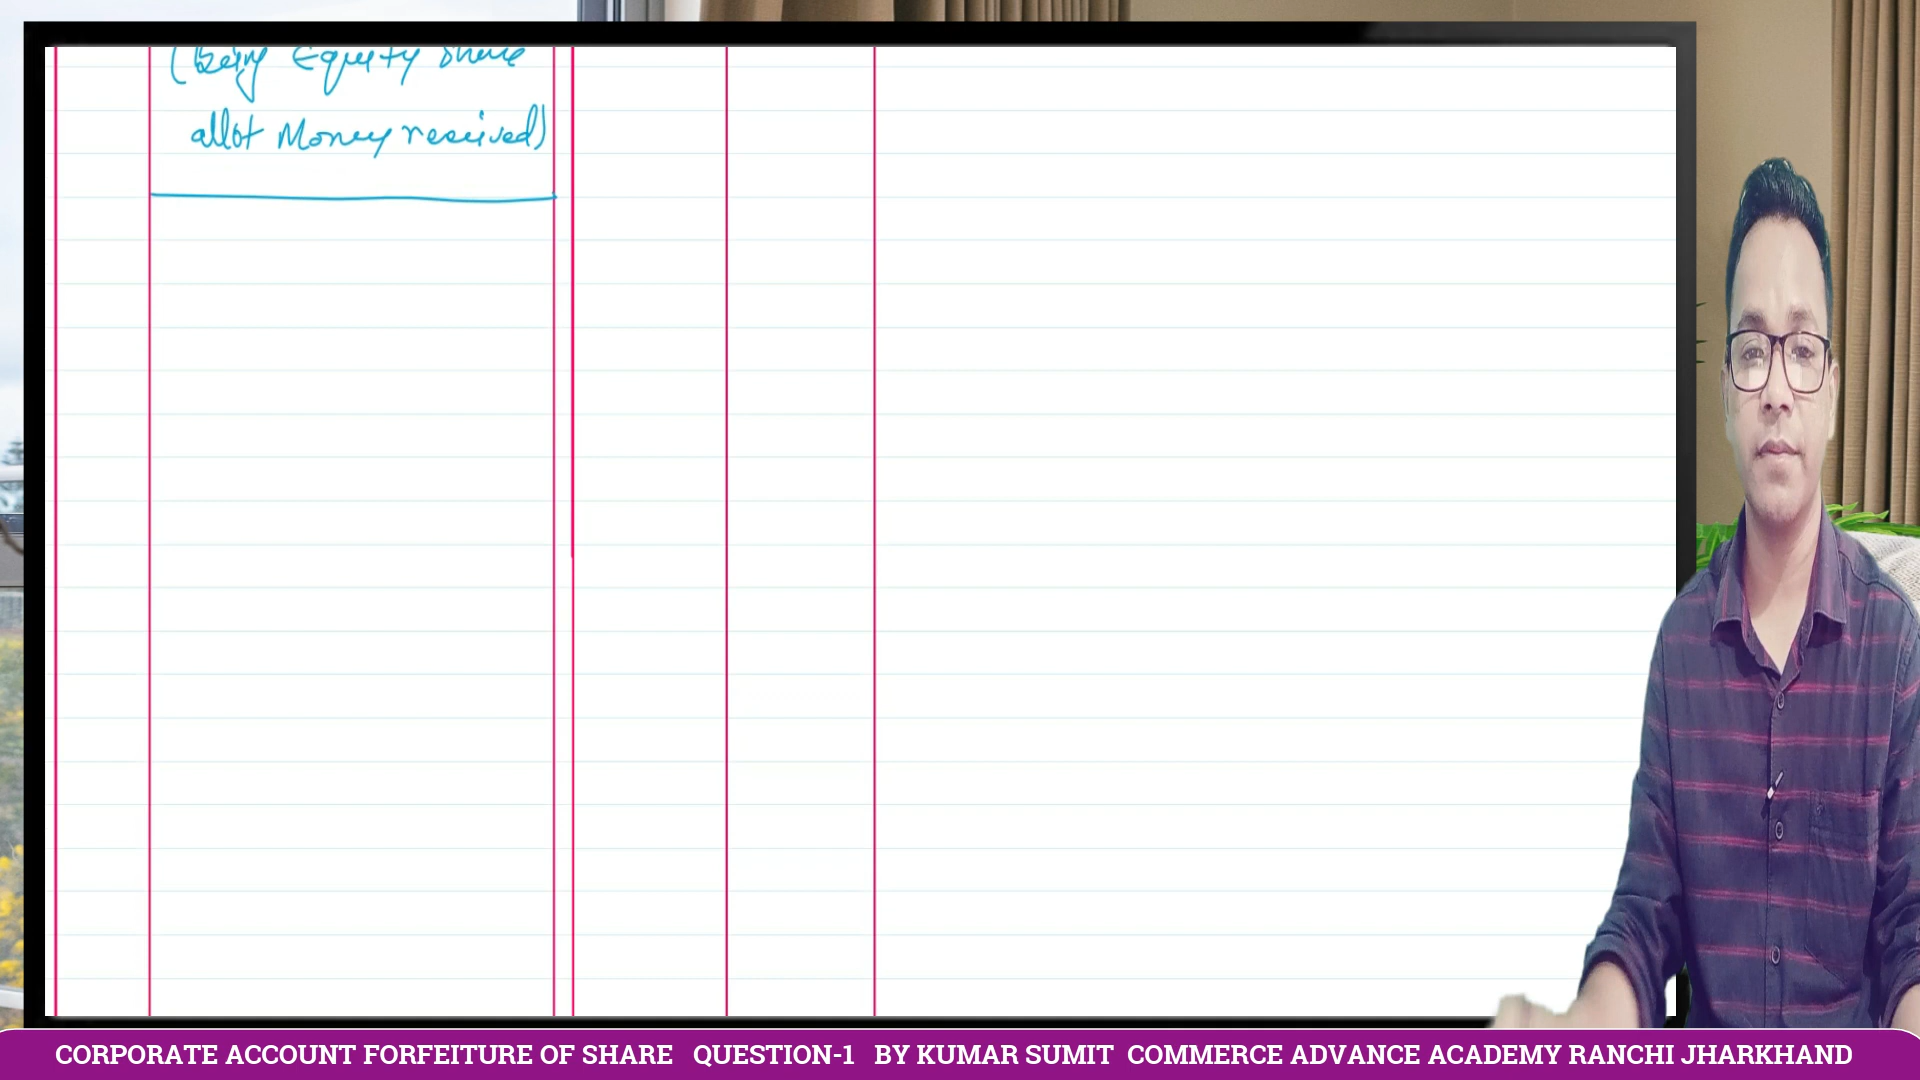 (Being Equity Share
allot Money received)
CORPORATE ACCOUNT FORFEITURE OF SHARE QUESTION-1 BY KUMAR SUMIT COMMERCE ADVANCE ACADEMY RANCHI JHARKHAND